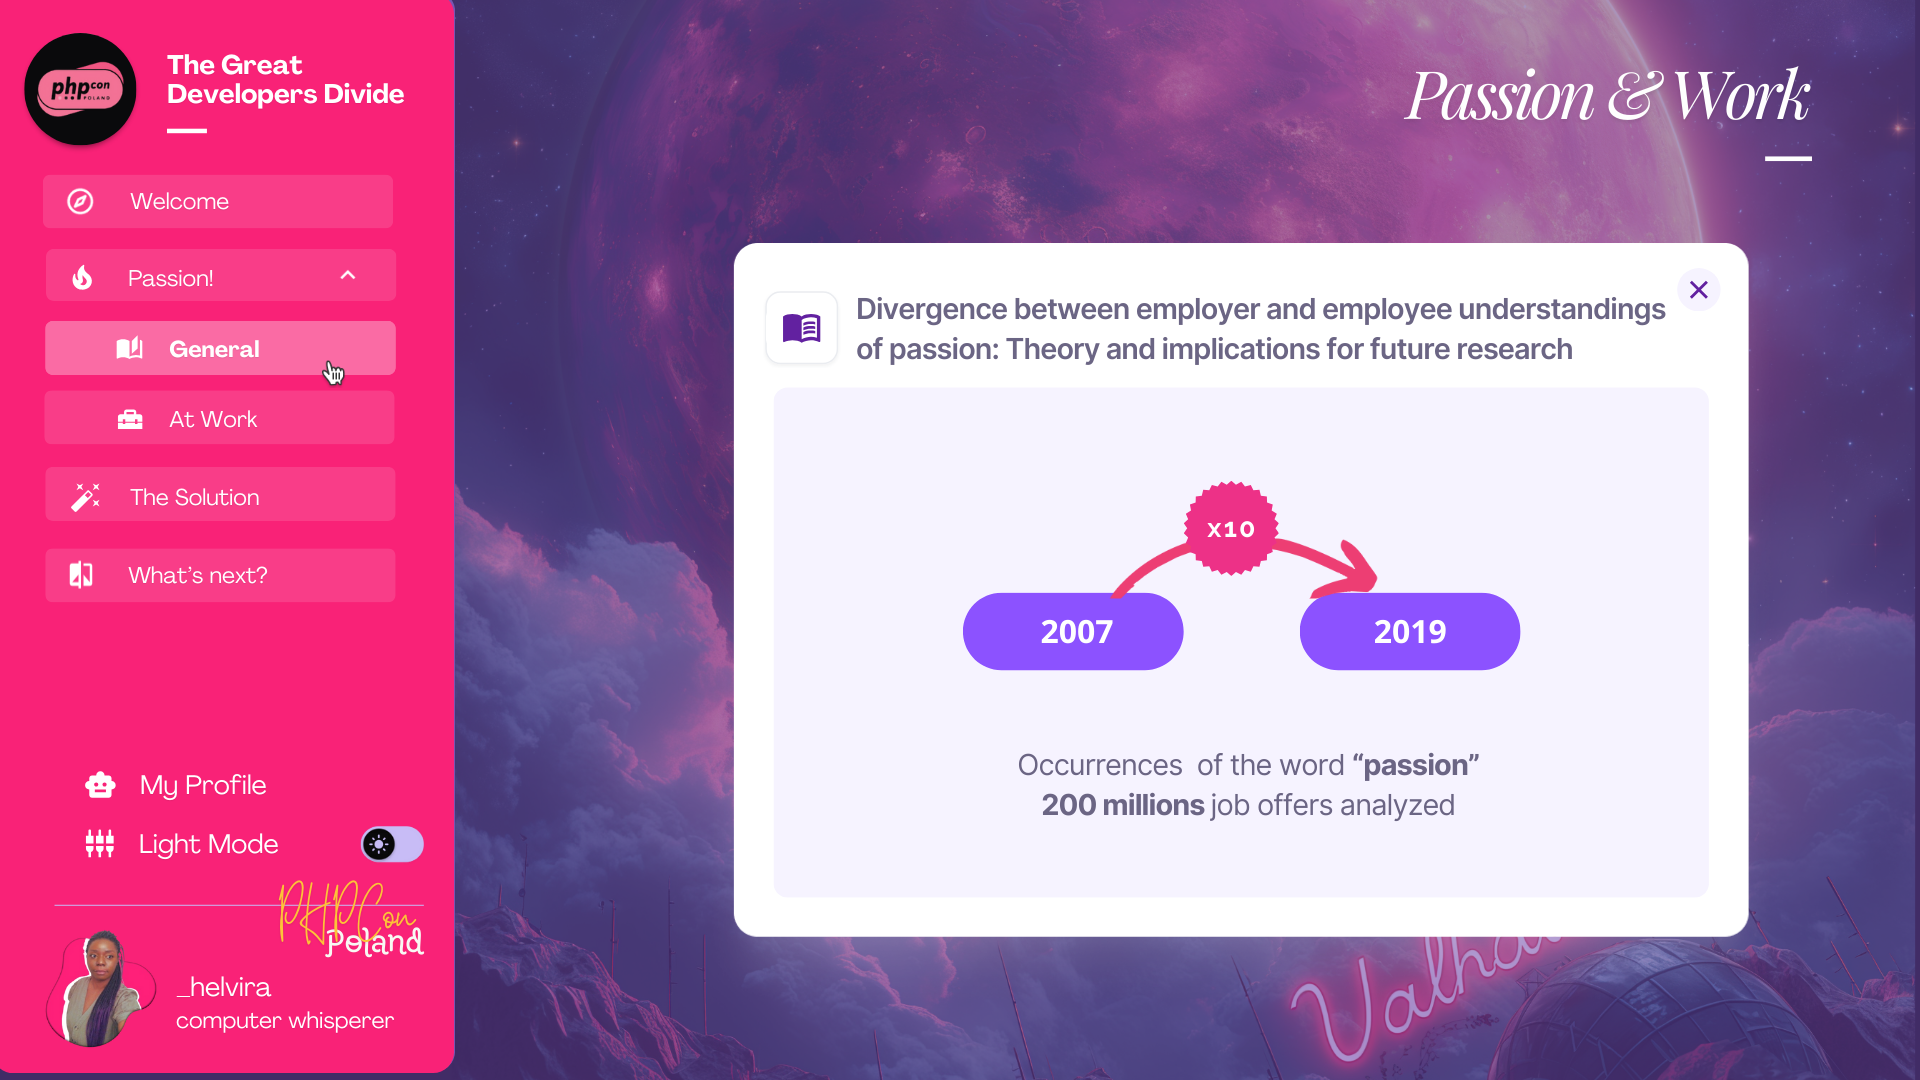 phpcon
POLAND
The Great
Developers Divide
Welcome
Passion!
General
At Work
The Solution
What's next?
My Profile
Light Mode
PHPCon
Poland
_helvira
computer whisperer
Passion & Work
Divergence between employer and employee understandings
of passion: Theory and implications for future research
x10
2007
2019
Occurrences of the word “passion”
200 millions job offers analyzed